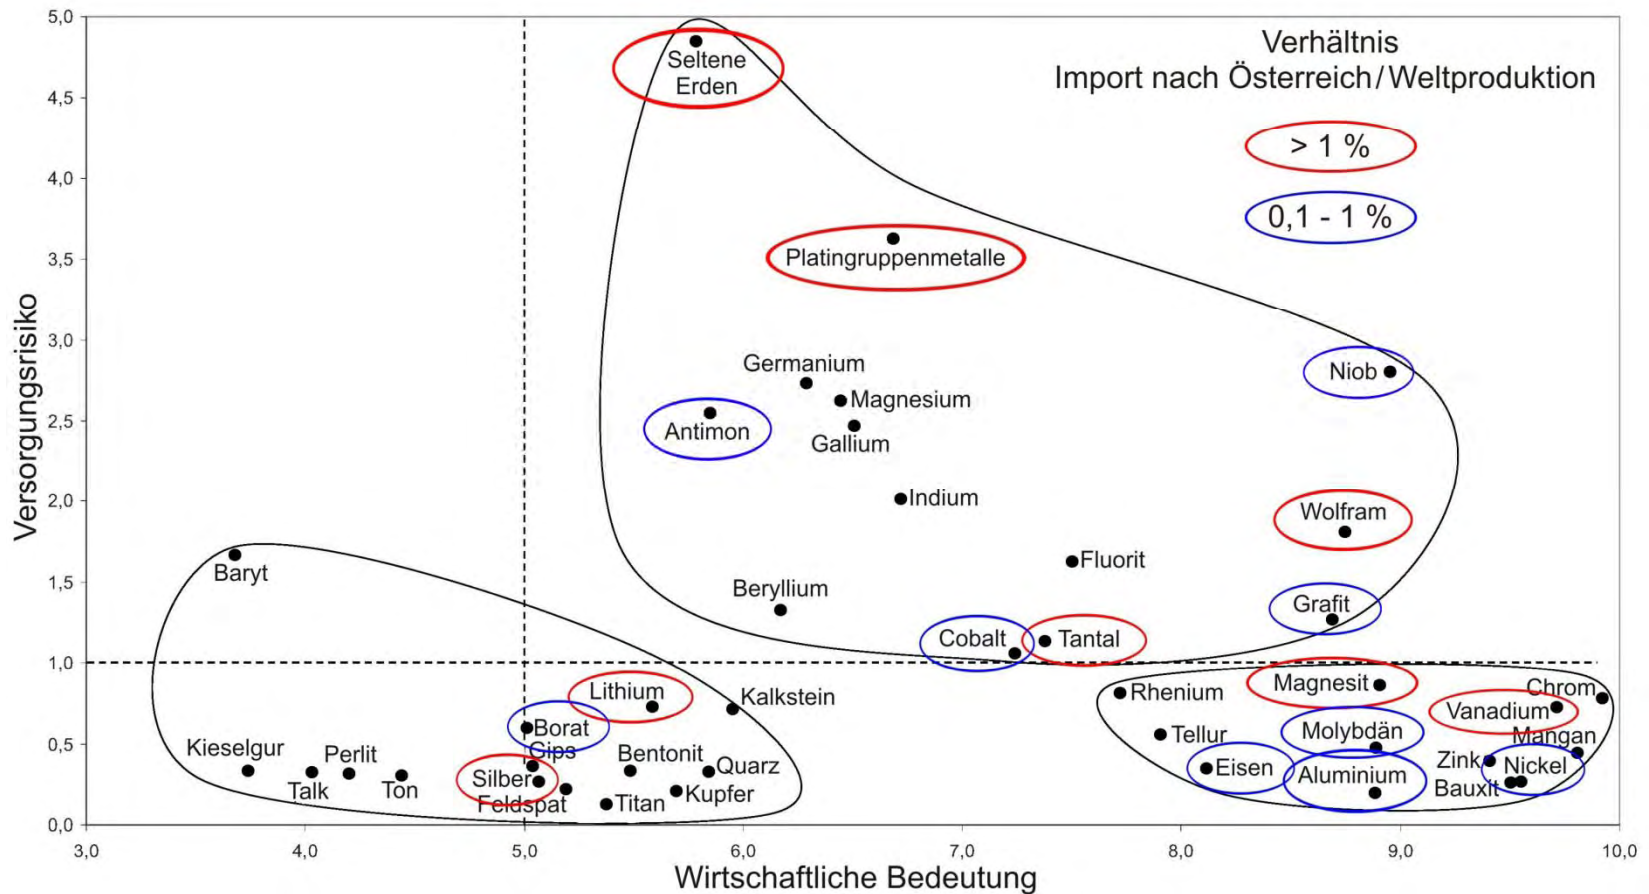 Verhältnis
Import nach Österreich/Weltproduktion
> 1 %
0,1 - 1 %
Versorgungsrisiko
5,0
4,5
4,0
3,5
3,0
2,5
2,0
1,5
1,0
0,5
0,0
Seltene
Erden
Platingruppenmetalle
Germanium
Magnesium
Antimon
Gallium
Niob
Indium
Wolfram
Fluorit
Beryllium
Grafit
Cobalt
Tantal
Baryt
Lithium
Kalkstein
Borat
Gips
Kieselgur
Perlit
Talk
Ton
Silber
Feldspat
Bentonit
Quarz
Titan
Kupfer
Rhenium
Magnesit
Chrom
Vanadium
Tellur
Molybdän
Mangan
Eisen
Aluminium
Zink
Nickel
BauxIt
3,0
4,0
5,0
6,0
7,0
8,0
9,0
10,0
Wirtschaftliche Bedeutung